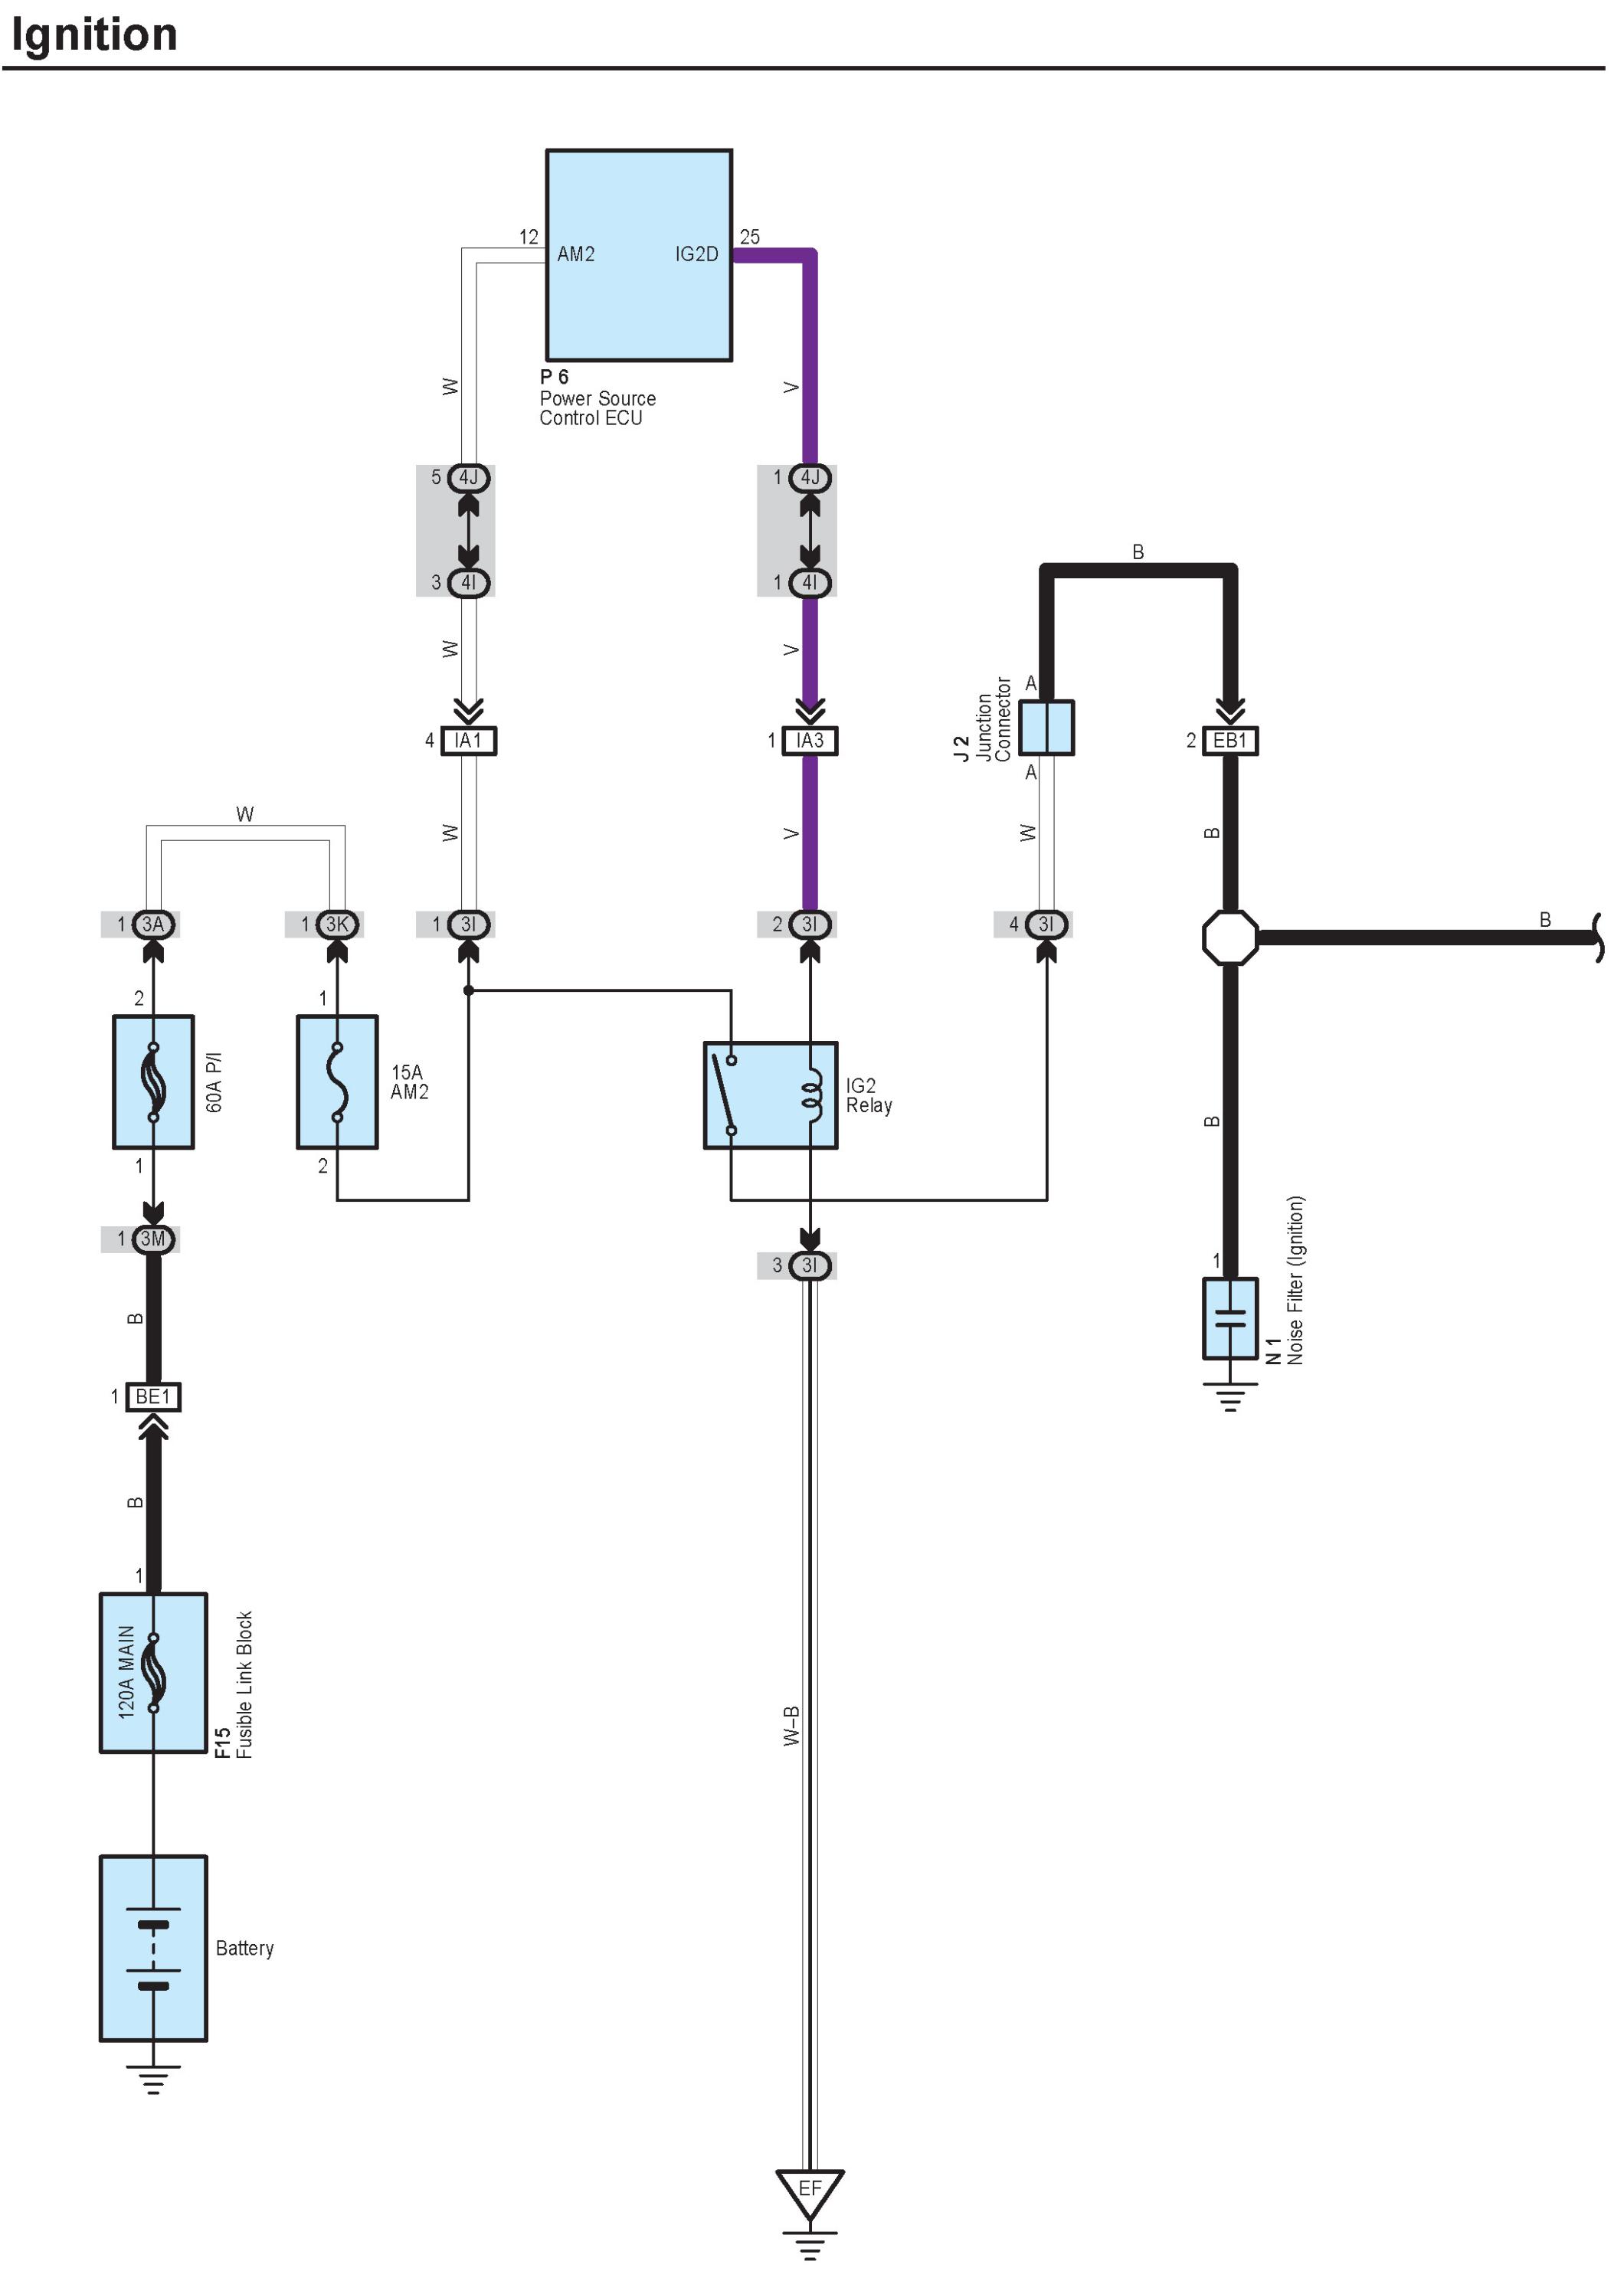 Ignition
12
AM2
IG2D
25
P 6
Power Source
Control ECU
W
V
5
4J
1
4J
3
4I
1
4I
B
W
V
A
J 2
Junction
Connector
4
IA1
1
IA3
2
EB1
A
W
W
V
W
B
1
3A
1
3K
1
3I
2
3I
4
3I
B
2
1
60A P/I
15A
AM2
IG2
Relay
1
2
B
1
3M
3
3I
1
N 1
Noise Filter (Ignition)
B
1
BE1
B
1
120A MAIN
F15
Fusible Link Block
W–B
Battery
EF